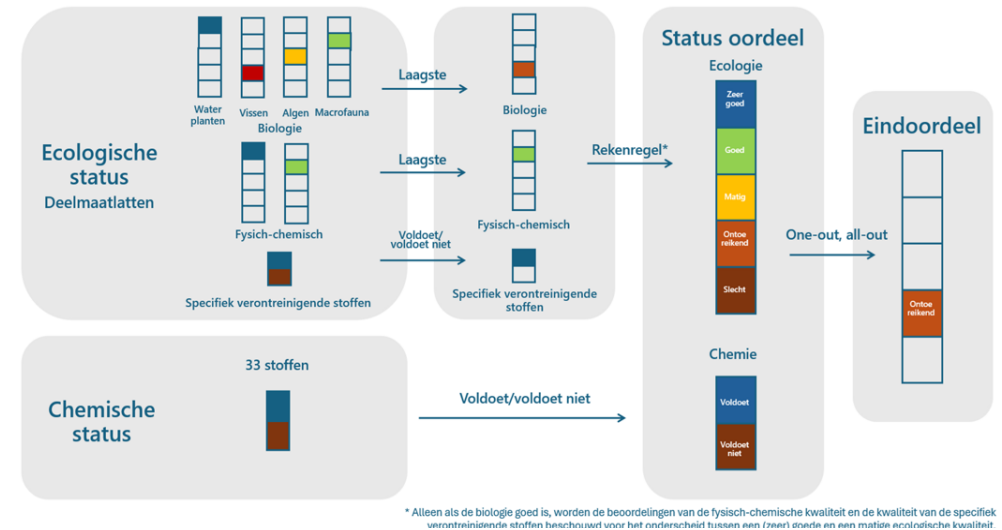 Ecologische
status
Deelmaatlatten
Water
planten
Vissen
Algen
Macrofauna
Biologie
Fysich-chemisch
Specifiek verontreinigende stoffen
Laagste
Laagste
Voldoet/
voldoet niet
Biologie
Fysisch-chemisch
Specifiek verontreinigende
stoffen
Rekenregel*
Status oordeel
Ecologie
Zeer
goed
Goed
Matig
Ontoe
reikend
Slecht
One-out, all-out
Eindoordeel
Ontoe
reikend
Chemische
status
33 stoffen
Voldoet/voldoet niet
Chemie
Voldoet
Voldoet
niet
* Alleen als de biologie goed is, worden de beoordelingen van de fysisch-chemische kwaliteit en de kwaliteit van de specifiek
verontreinigende stoffen beschouwd voor het onderscheid tussen een (zeer) goede en een matige ecologische kwaliteit.